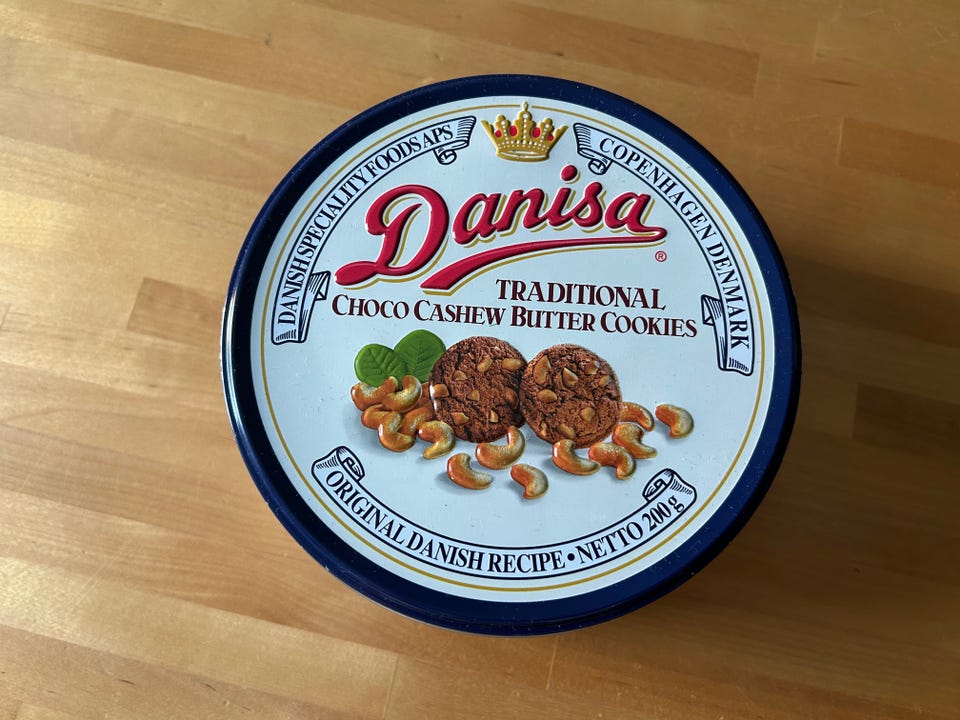 DANISH SPECIALITY FOODS APS
COPENHAGEN DENMARK
Danisa®
TRADITIONAL
CHOCO CASHEW BUTTER COOKIES
ORIGINAL DANISH RECIPE • NETTO 200g